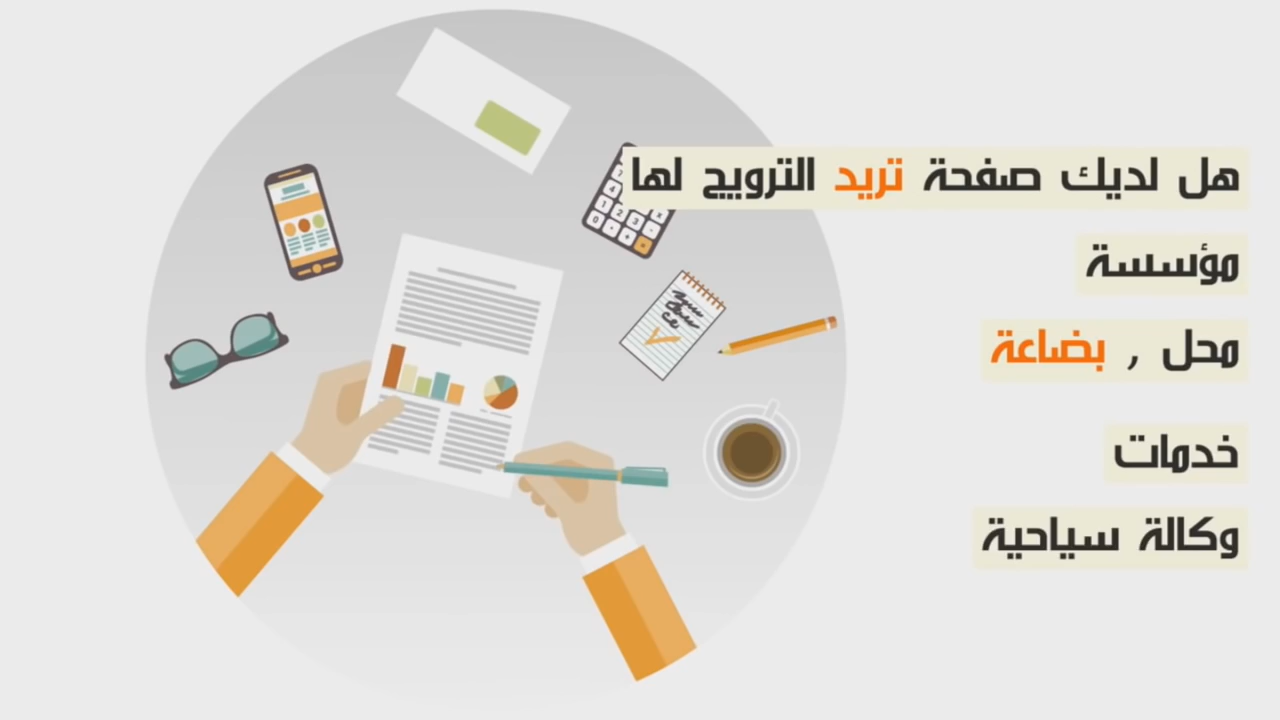 هل لديك صفحة تريد الترويج لها
مؤسسة
محل , بضاعة
خدمات
وكالة سياحية